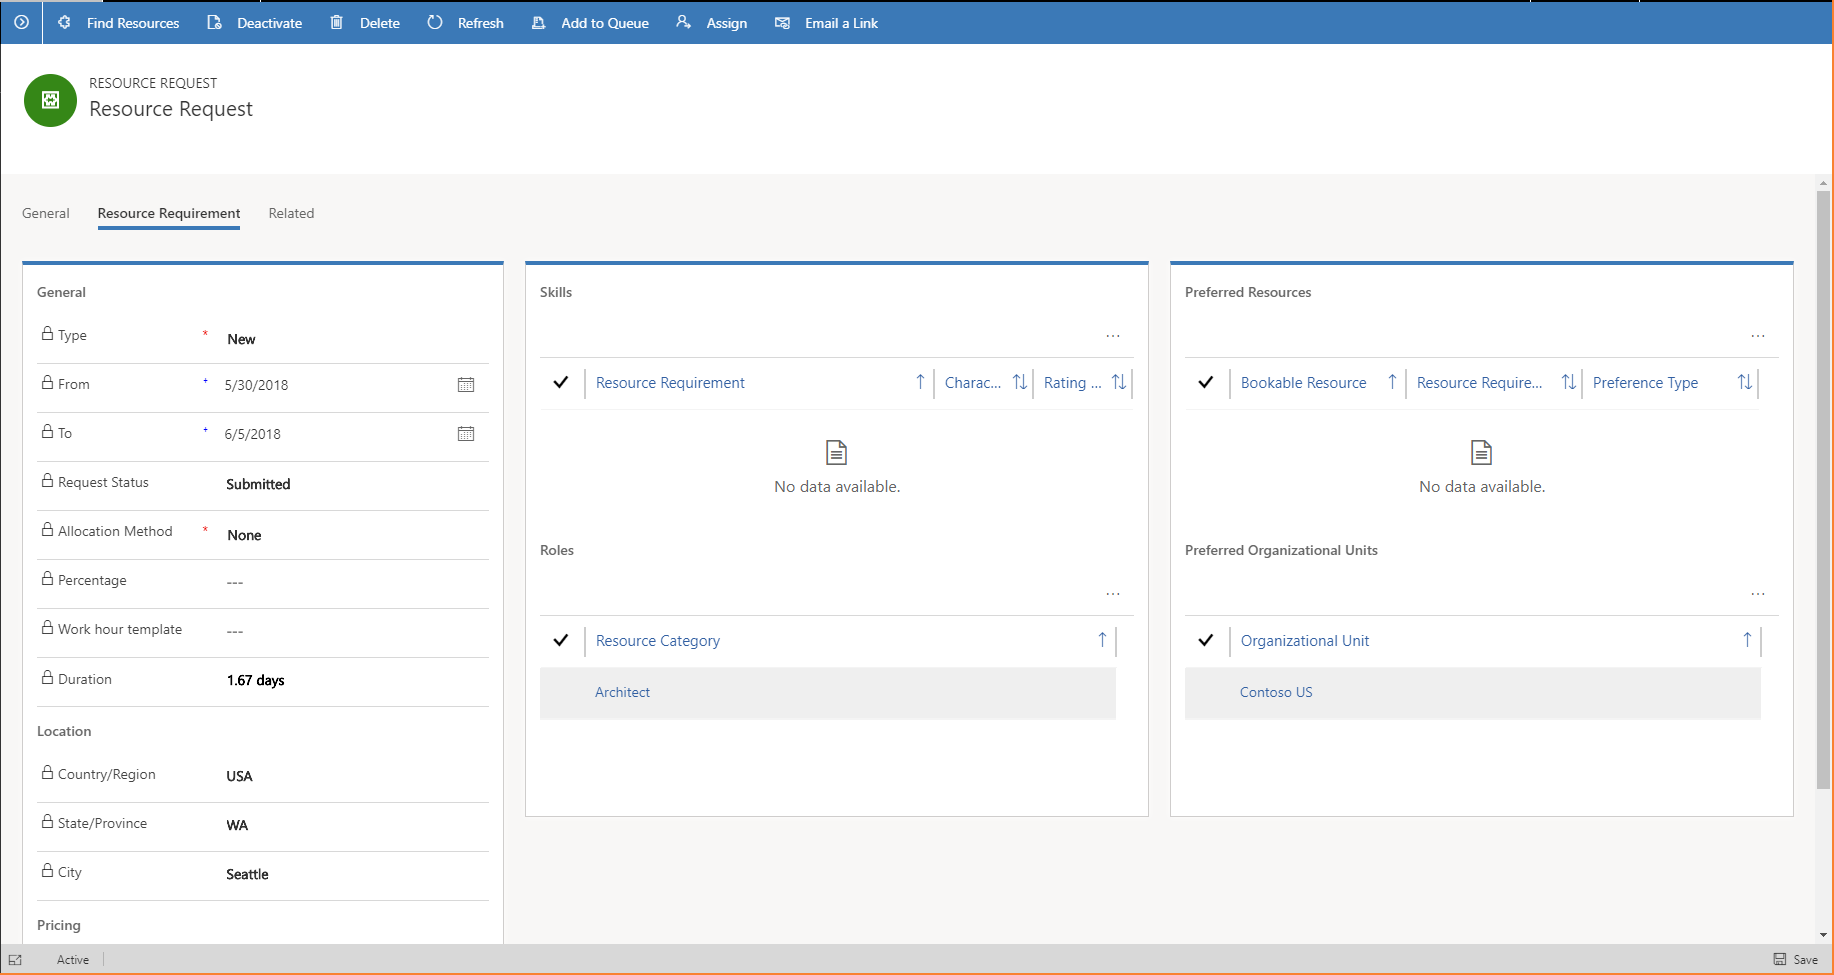 Find Resources Deactivate Delete Refresh Add to Queue Assign Email a Link
RESOURCE REQUEST
Resource Request
General Resource Requirement Related
General
Type * New
From + 5/30/2018
To + 6/5/2018
Request Status Submitted
Allocation Method * None
Percentage ---
Work hour template ---
Duration 1.67 days
Location
Country/Region USA
State/Province WA
City Seattle
Pricing
Skills
...
Resource Requirement Charac... Rating ...
No data available.
Roles
...
Resource Category
Architect
Preferred Resources
...
Bookable Resource Resource Require... Preference Type
No data available.
Preferred Organizational Units
...
Organizational Unit
Contoso US
Active Save